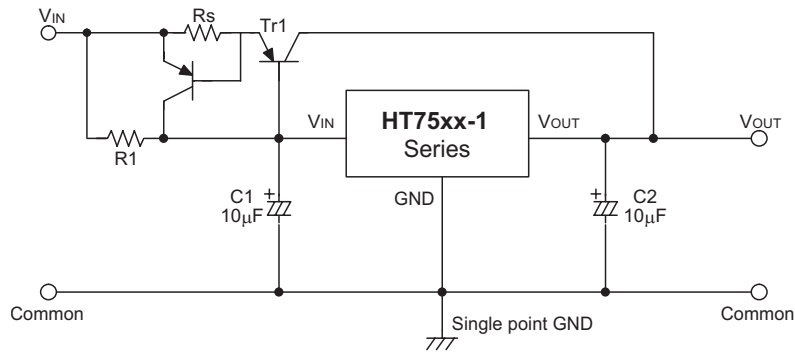 VIN
Rs
Tr1
R1
VIN
HT75xx-1
Series
VOUT
VOUT
GND
C1
10μF
+
C2
10μF
+
Common
Single point GND
Common